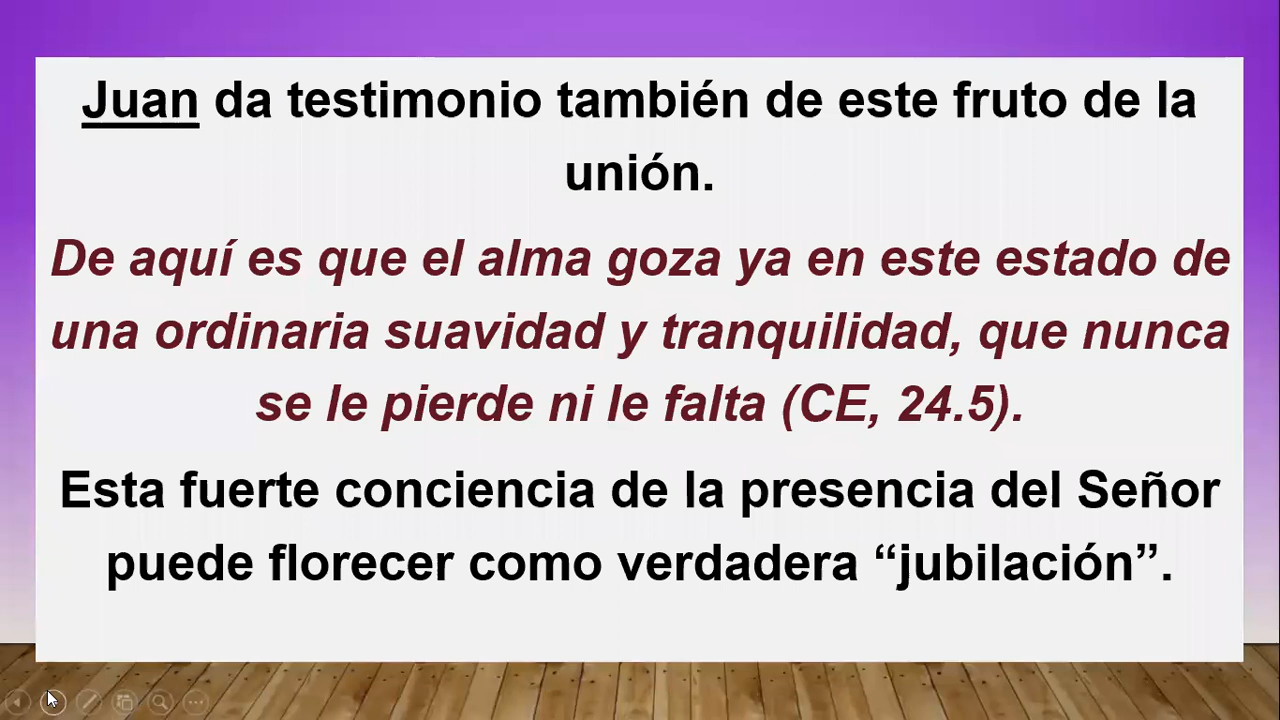 Juan da testimonio también de este fruto de la
unión.
De aquí es que el alma goza ya en este estado de
una ordinaria suavidad y tranquilidad, que nunca
se le pierde ni le falta (CE, 24.5).
Esta fuerte conciencia de la presencia del Señor
puede florecer como verdadera “jubilación”.